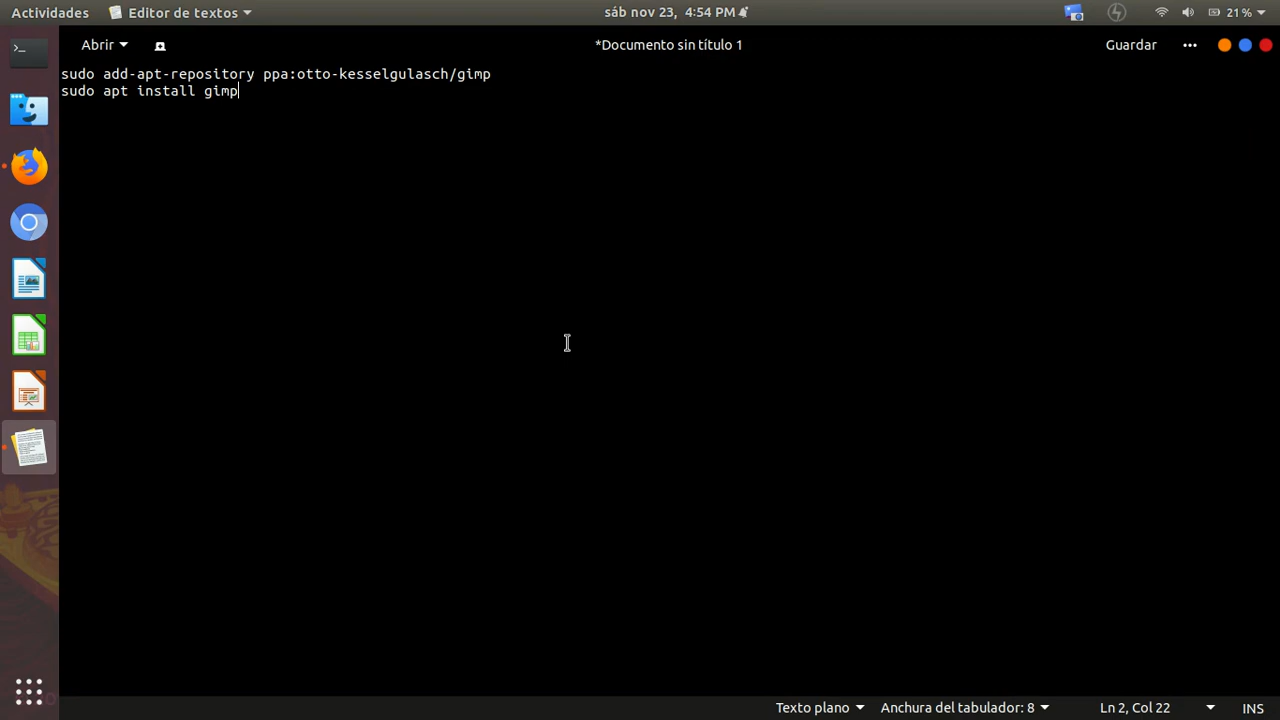 Actividades Editor de textos sáb nov 23, 4:54 PM 21%
Abrir *Documento sin título 1 Guardar
sudo add-apt-repository ppa:otto-kesselgulasch/gimp
sudo apt install gimp
Texto plano Anchura del tabulador: 8 Ln 2, Col 22 INS